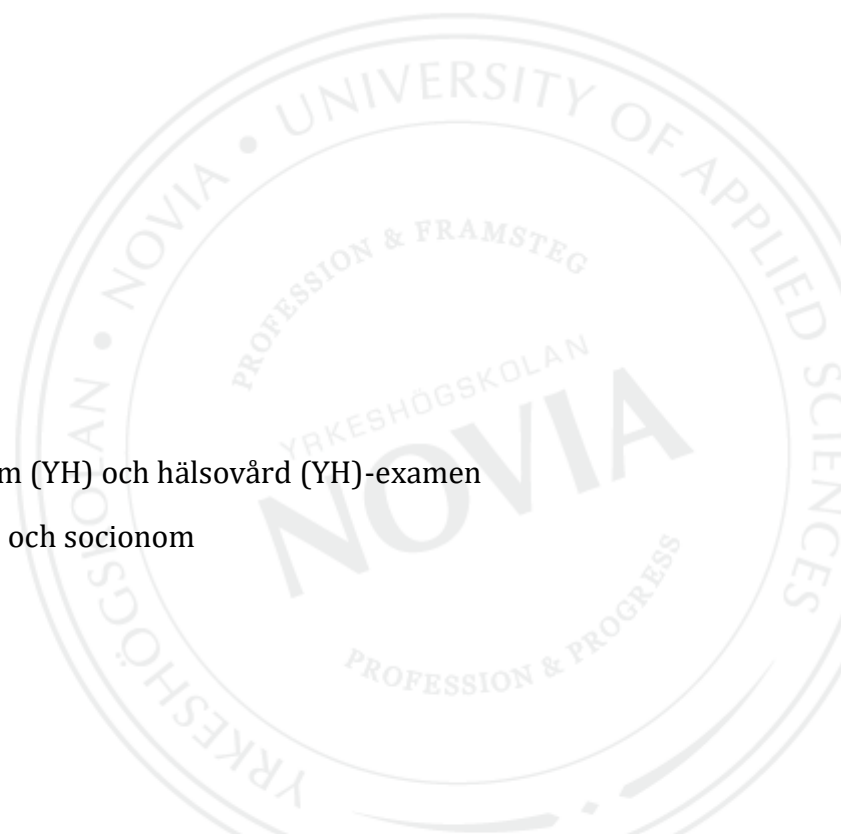 YRKESHÖGSKOLAN • NOVIA • UNIVERSITY OF APPLIED SCIENCES
PROFESSION & FRAMSTEG
YRKESHÖGSKOLAN
NOVIA
m (YH) och hälsovård (YH)-examen
och socionom
PROFESSION & PROGRESS